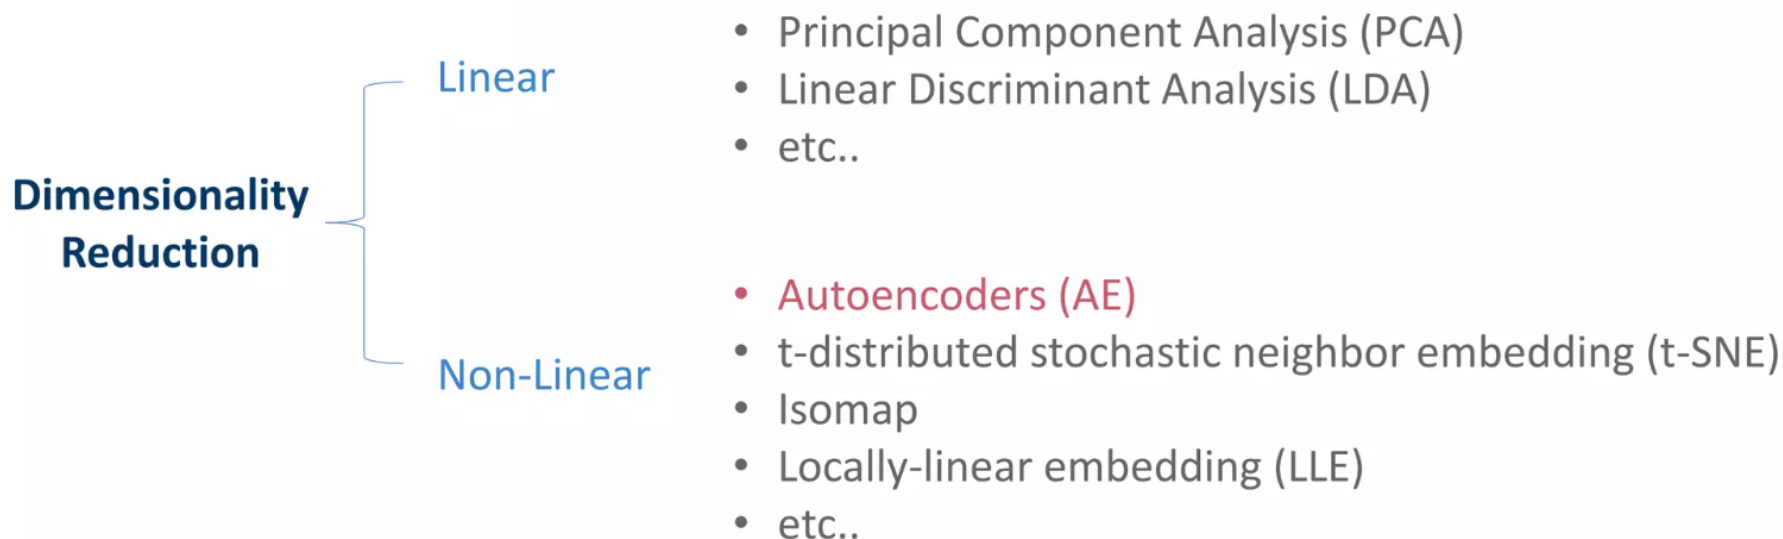 Dimensionality
Reduction
Linear
• Principal Component Analysis (PCA)
• Linear Discriminant Analysis (LDA)
• etc..
Non-Linear
• Autoencoders (AE)
• t-distributed stochastic neighbor embedding (t-SNE)
• Isomap
• Locally-linear embedding (LLE)
• etc..